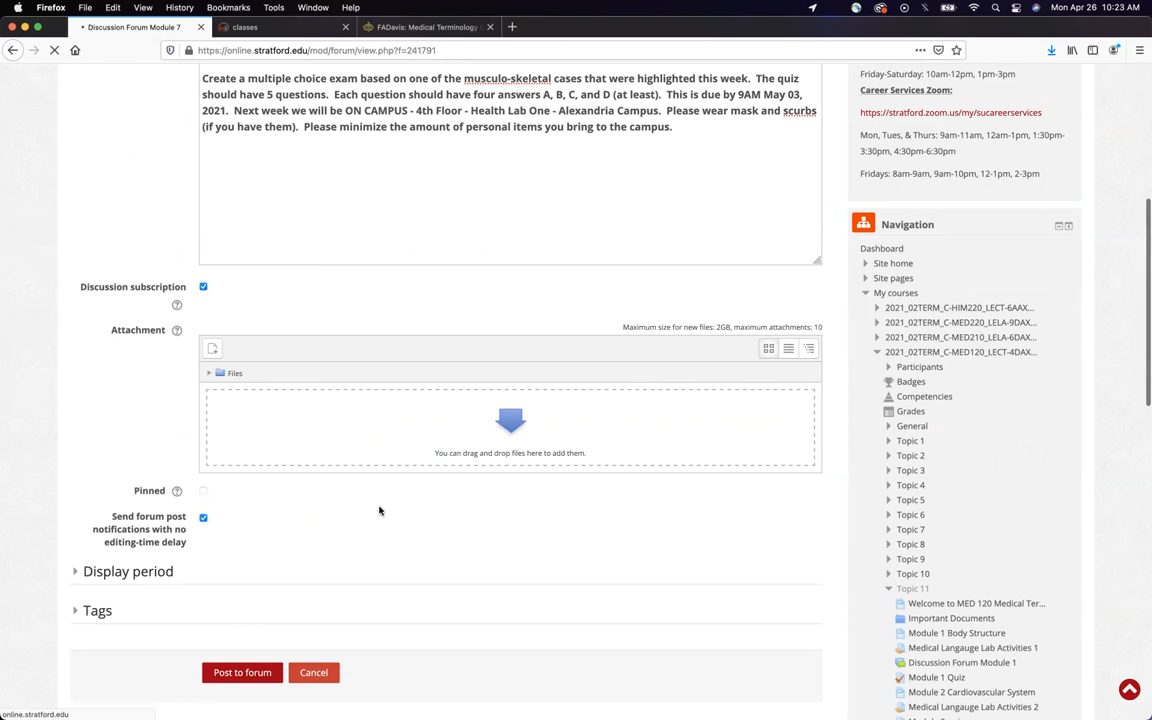 Firefox File Edit View History Bookmarks Tools Window Help Mon Apr 26 10:23 AM
Discussion Forum Module 7 classes FADavis: Medical Terminology
https://online.stratford.edu/mod/forum/view.php?f=241791
Create a multiple choice exam based on one of the musculo-skeletal cases that were highlighted this week. The quiz
should have 5 questions. Each question should have four answers A, B, C, and D (at least). This is due by 9AM May 03,
2021. Next week we will be ON CAMPUS - 4th Floor - Health Lab One - Alexandria Campus. Please wear mask and scurbs
(if you have them). Please minimize the amount of personal items you bring to the campus.
Discussion subscription
Attachment
Maximum size for new files: 2GB, maximum attachments: 10
Files
You can drag and drop files here to add them.
Pinned
Send forum post
notifications with no
editing-time delay
Display period
Tags
Post to forum Cancel
Friday-Saturday: 10am-12pm, 1pm-3pm
Career Services Zoom:
https://stratford.zoom.us/my/sucareerservices
Mon, Tues, & Thurs: 9am-11am, 12am-1pm, 1:30pm-
3:30pm, 4:30pm-6:30pm
Fridays: 8am-9am, 9am-10pm, 12-1pm, 2-3pm
Navigation
Dashboard
Site home
Site pages
My courses
2021_02TERM_C-HIM220_LECT-6AAX...
2021_02TERM_C-MED220_LELA-9DAX...
2021_02TERM_C-MED210_LELA-6DAX...
2021_02TERM_C-MED120_LECT-4DAX...
Participants
Badges
Competencies
Grades
General
Topic 1
Topic 2
Topic 3
Topic 4
Topic 5
Topic 6
Topic 7
Topic 8
Topic 9
Topic 10
Topic 11
Welcome to MED 120 Medical Ter...
Important Documents
Module 1 Body Structure
Medical Langauge Lab Activities 1
Discussion Forum Module 1
Module 1 Quiz
Module 2 Cardiovascular System
Medical Langauge Lab Activities 2
online.stratford.edu